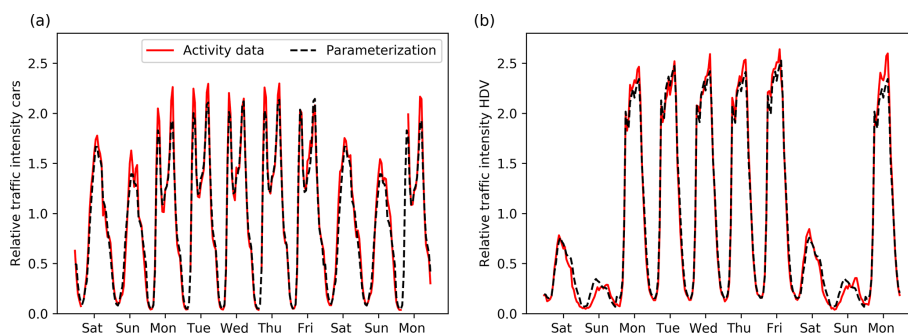 (a)
Activity data
Parameterization
Relative traffic intensity cars
2.5
2.0
1.5
1.0
0.5
0.0
Sat Sun Mon Tue Wed Thu Fri Sat Sun Mon
(b)
Relative traffic intensity HDV
2.5
2.0
1.5
1.0
0.5
0.0
Sat Sun Mon Tue Wed Thu Fri Sat Sun Mon